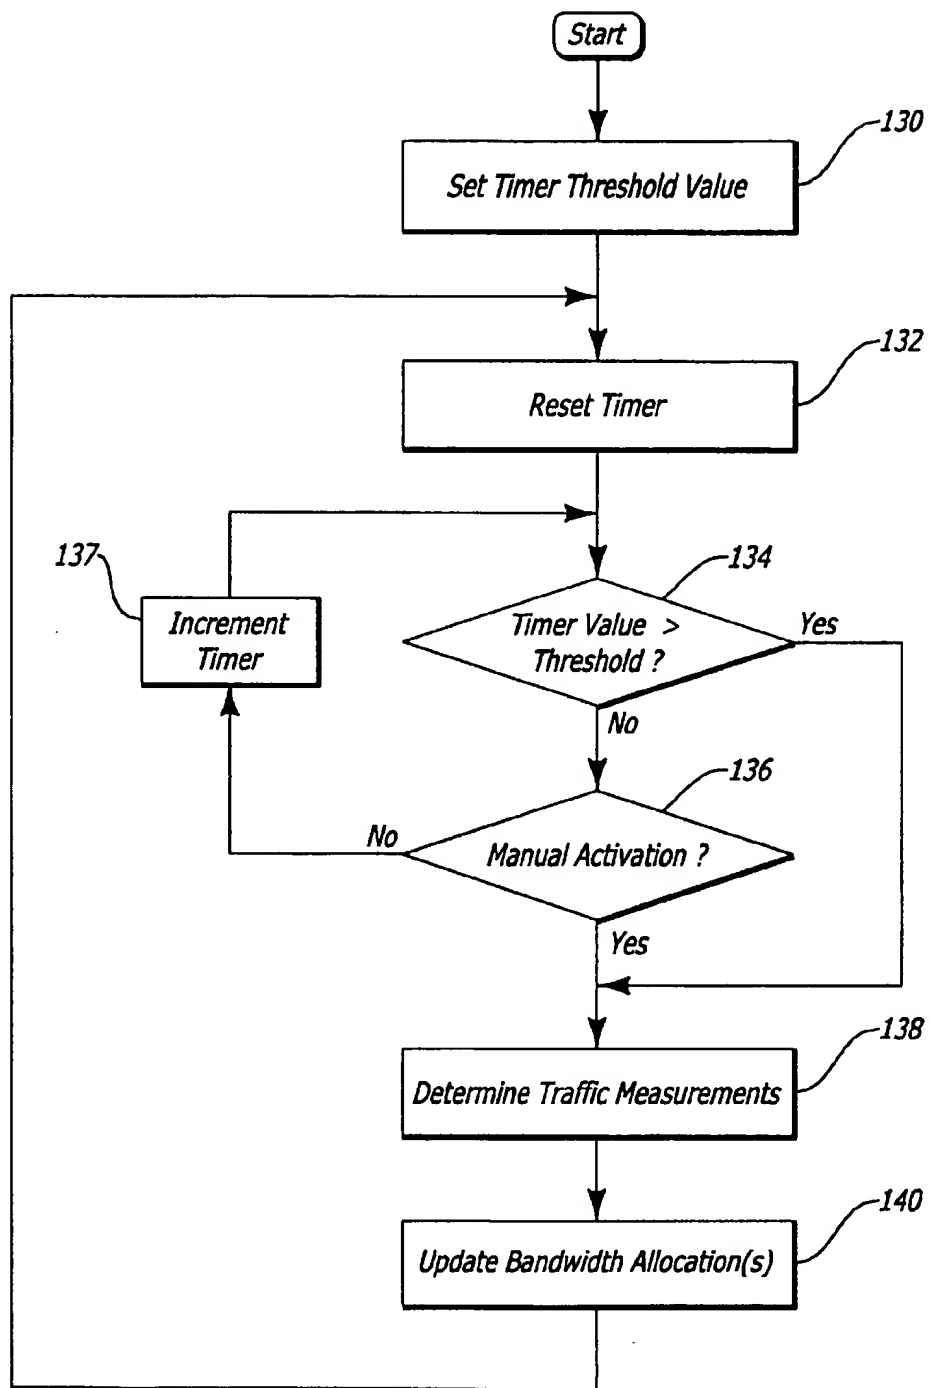 Start
130
Set Timer Threshold Value
132
Reset Timer
137
Increment
Timer
134
Timer Value >
Threshold ?
Yes
No
136
Manual Activation ?
No
Yes
138
Determine Traffic Measurements
140
Update Bandwidth Allocation(s)